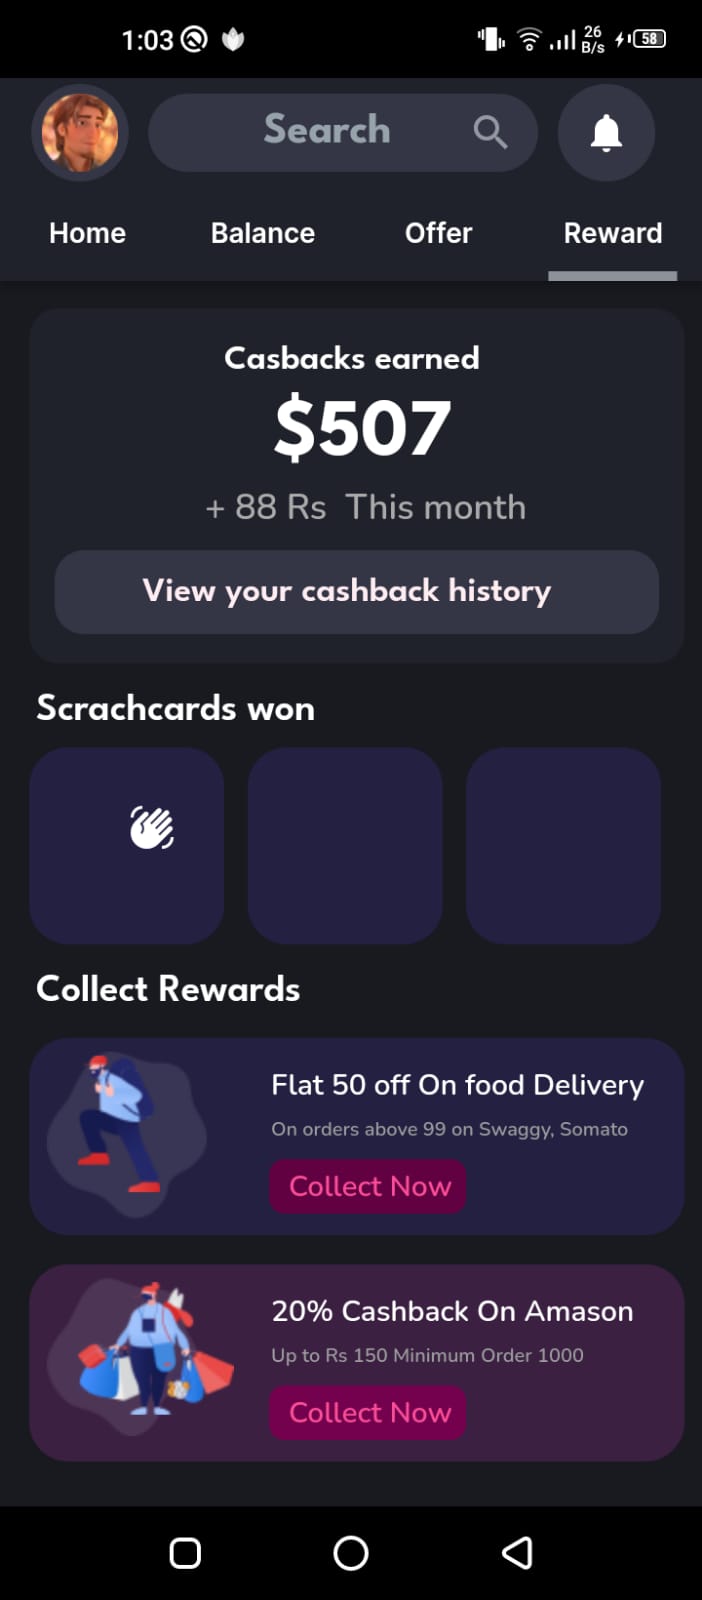 1:03
26
B/s
58
Search
Home Balance Offer Reward
Casbacks earned
$507
+ 88 Rs This month
View your cashback history
Scrachcards won
Collect Rewards
Flat 50 off On food Delivery
On orders above 99 on Swaggy, Somato
Collect Now
20% Cashback On Amason
Up to Rs 150 Minimum Order 1000
Collect Now